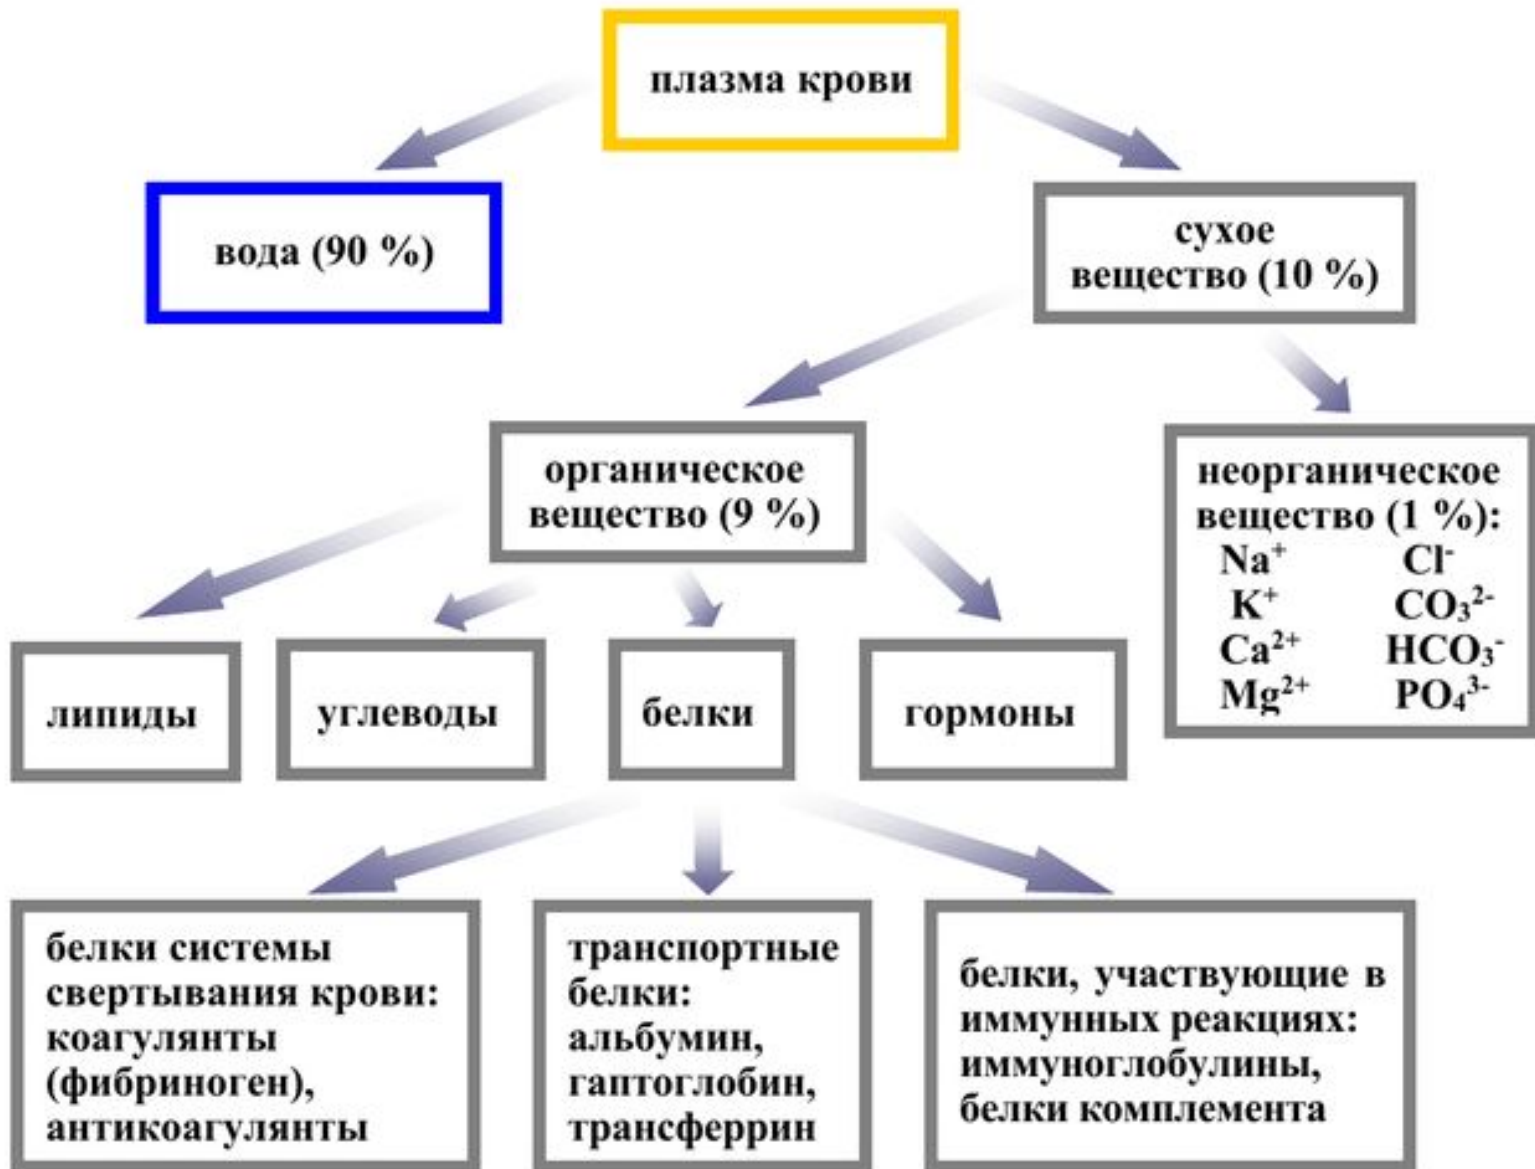 плазма крови
вода (90 %)
сухое
вещество (10 %)
органическое
вещество (9 %)
неорганическое
вещество (1 %):
Na⁺ Cl⁻
K⁺ CO₃²⁻
Ca²⁺ HCO₃⁻
Mg²⁺ PO₄³⁻
липиды
углеводы
белки
гормоны
белки системы
свертывания крови:
коагулянты
(фибриноген),
антикоагулянты
транспортные
белки:
альбумин,
гаптоглобин,
трансферрин
белки, участвующие в
иммунных реакциях:
иммуноглобулины,
белки комплемента